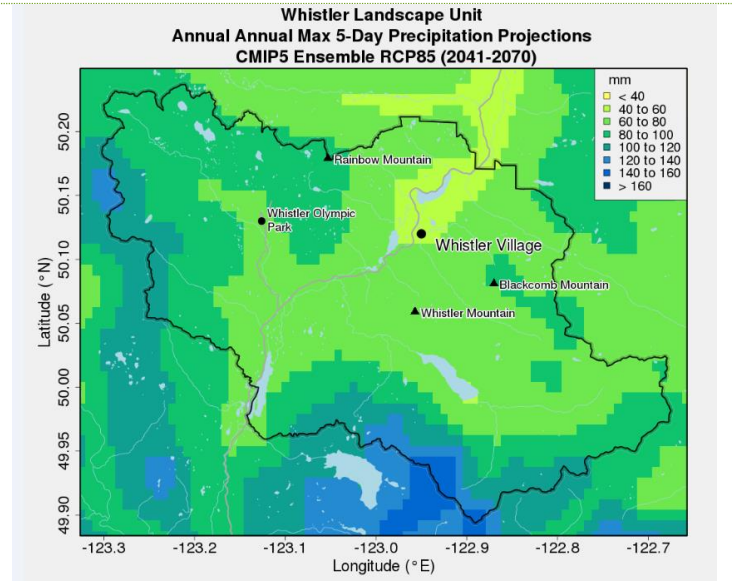 Whistler Landscape Unit
Annual Annual Max 5-Day Precipitation Projections
CMIP5 Ensemble RCP85 (2041-2070)
mm
< 40
40 to 60
60 to 80
80 to 100
100 to 120
120 to 140
140 to 160
> 160
Rainbow Mountain
Whistler Olympic
Park
Whistler Village
Blackcomb Mountain
Whistler Mountain
Latitude (°N)
50.20
50.15
50.10
50.05
50.00
49.95
49.90
-123.3
-123.2
-123.1
-123.0
-122.9
-122.8
-122.7
Longitude (°E)